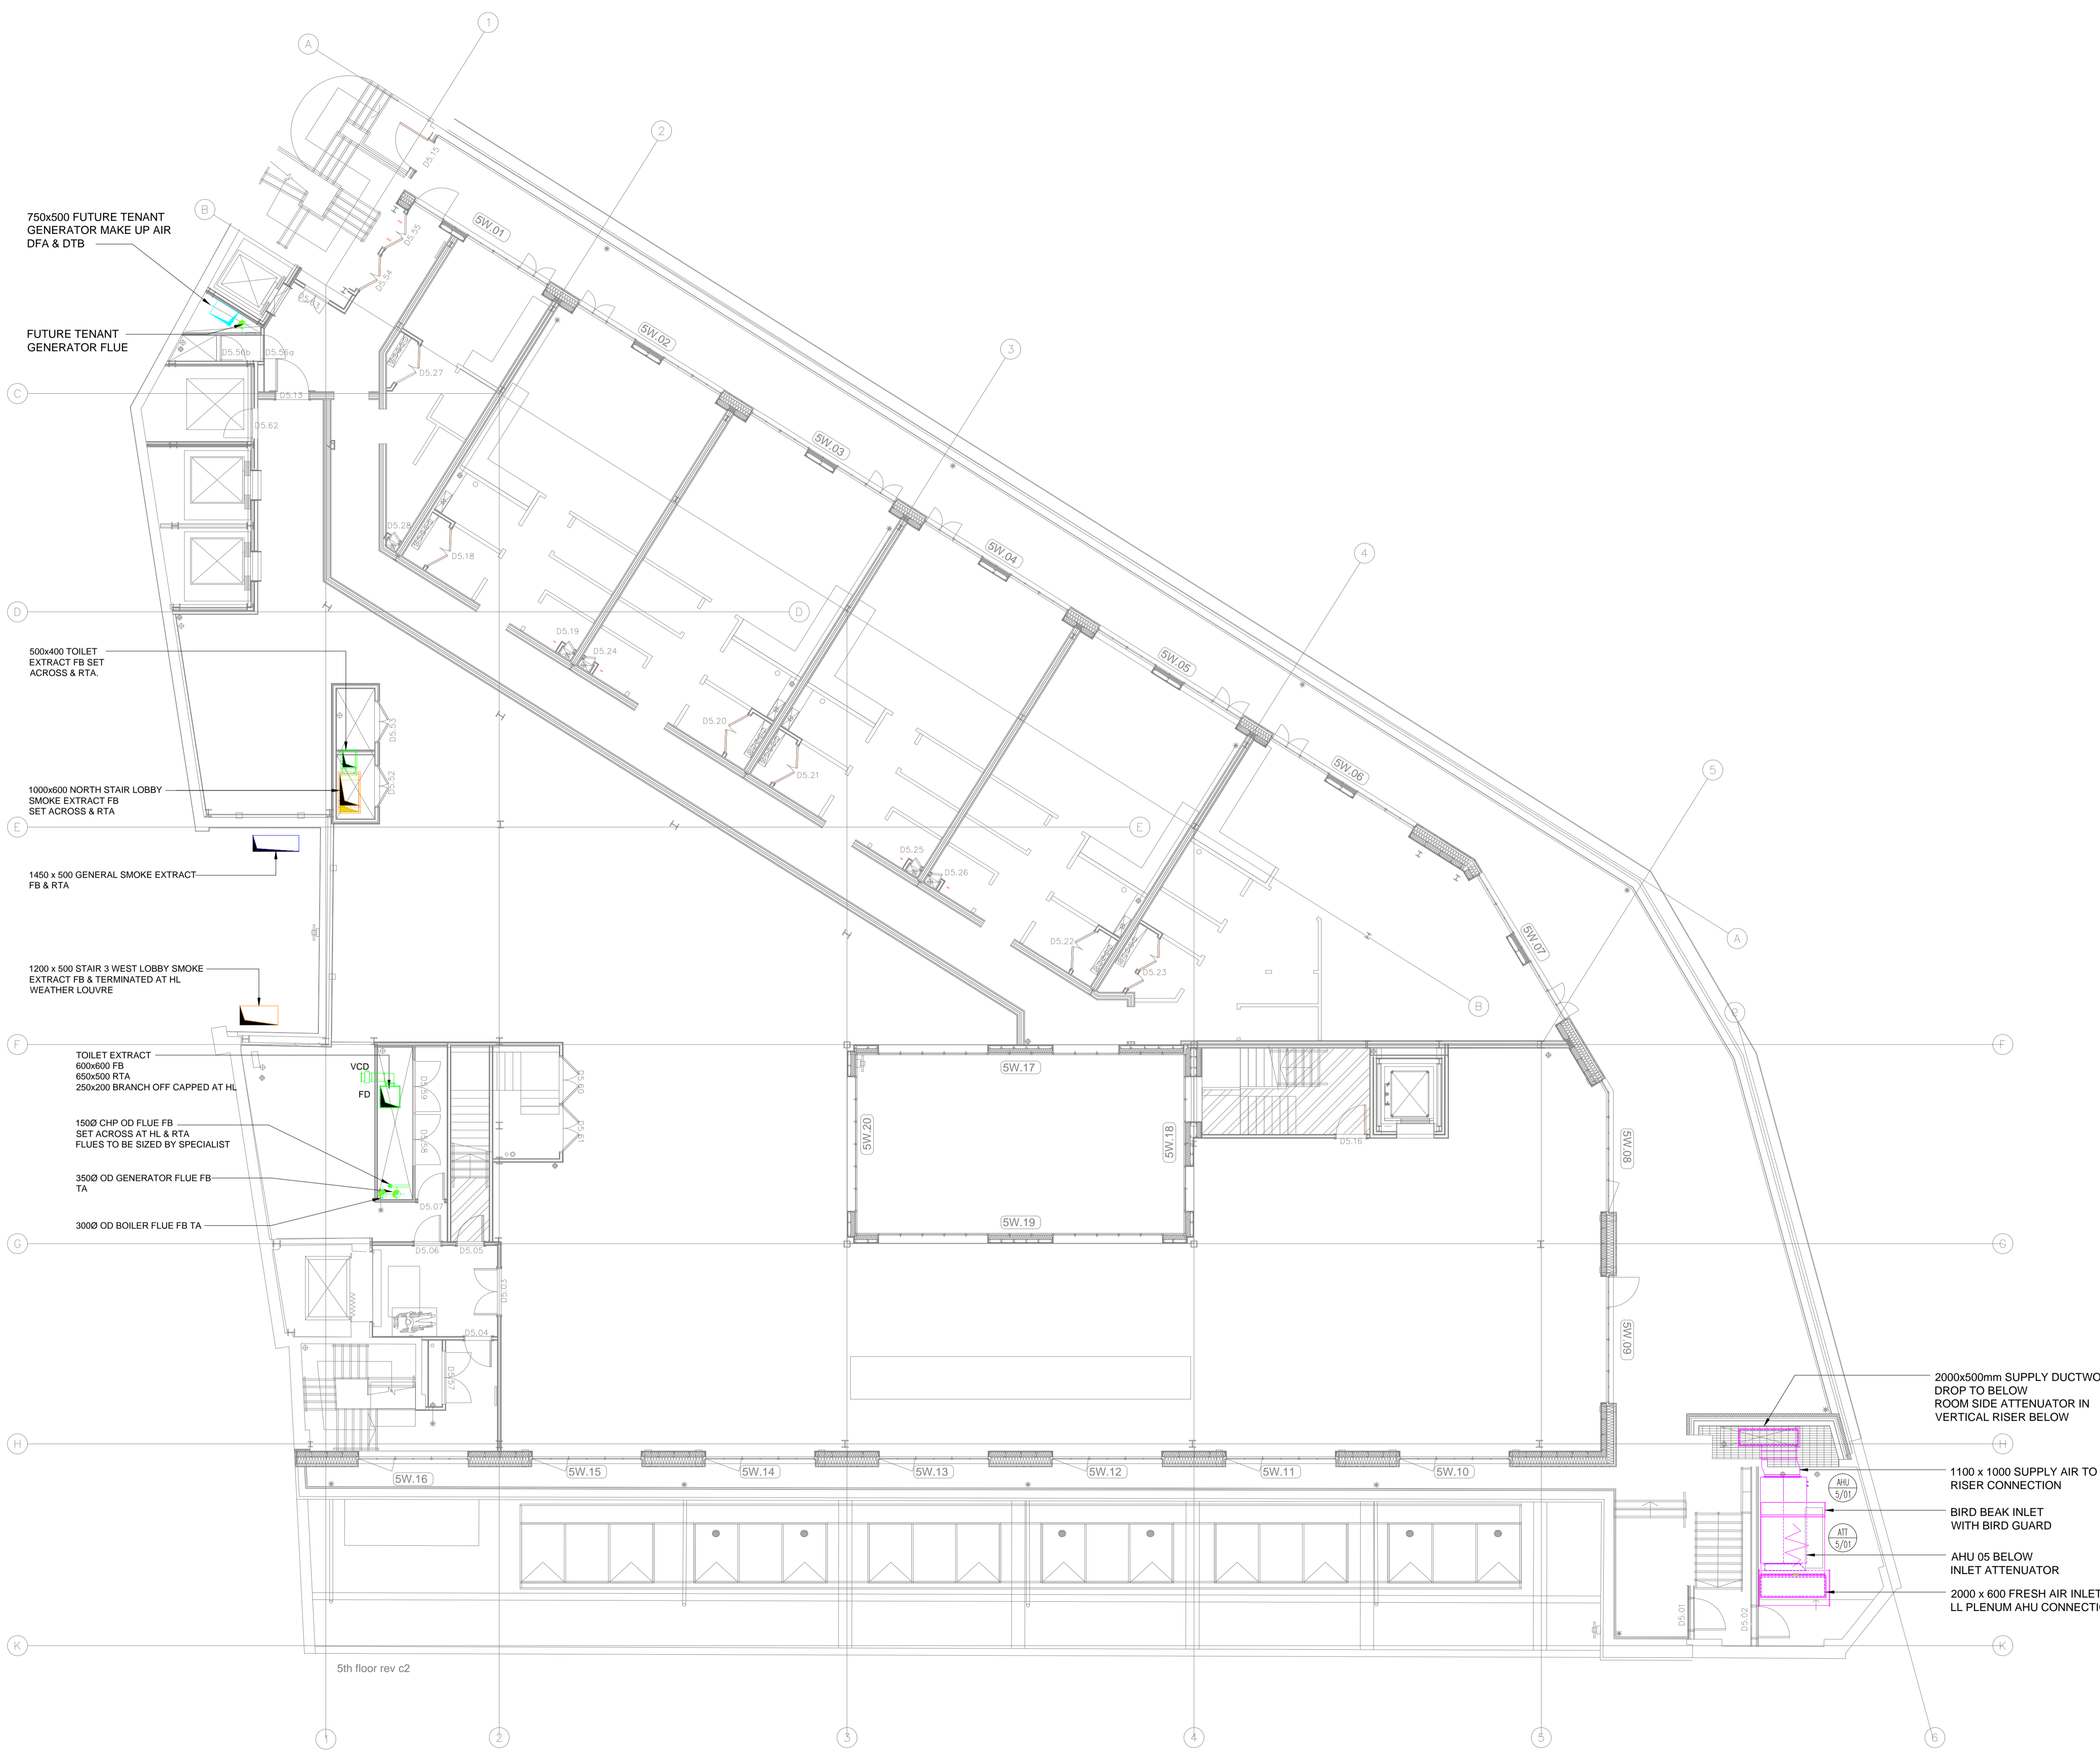 1
A
2
B
750x500 FUTURE TENANT
GENERATOR MAKE UP AIR
DFA & DTB
FUTURE TENANT
GENERATOR FLUE
D5.15
5W.01
D5.55
D5.54
D5.63
D5.56b
D5.56a
D5.27
5W.02
3
C
D5.13
D5.62
5W.03
D5.28
D5.18
5W.04
4
D
D
D5.19
D5.24
500x400 TOILET
EXTRACT FB SET
ACROSS & RTA.
5W.05
D5.53
D5.20
D5.21
D5.52
5W.06
5
1000x600 NORTH STAIR LOBBY
SMOKE EXTRACT FB
SET ACROSS & RTA
E
E
D5.25
D5.26
1450 x 500 GENERAL SMOKE EXTRACT
FB & RTA
D5.22
D5.23
5W.07
A
1200 x 500 STAIR 3 WEST LOBBY SMOKE
EXTRACT FB & TERMINATED AT HL
WEATHER LOUVRE
B
F
F
TOILET EXTRACT
600x600 FB
650x500 RTA
250x200 BRANCH OFF CAPPED AT HL
VCD
FD
D5.59
D5.60
5W.17
150Ø CHP OD FLUE FB
SET ACROSS AT HL & RTA
FLUES TO BE SIZED BY SPECIALIST
D5.58
D5.61
5W.20
5W.18
D5.16
5W.08
350Ø OD GENERATOR FLUE FB
TA
D5.07
300Ø OD BOILER FLUE FB TA
5W.19
G
D5.06
D5.05
G
D5.03
D5.04
D5.57
5W.09
2000x500mm SUPPLY DUCTWO
DROP TO BELOW
ROOM SIDE ATTENUATOR IN
VERTICAL RISER BELOW
H
H
5W.16
5W.15
5W.14
5W.13
5W.12
5W.11
5W.10
1100 x 1000 SUPPLY AIR TO
RISER CONNECTION
AHU
5/01
BIRD BEAK INLET
WITH BIRD GUARD
ATT
5/01
AHU 05 BELOW
INLET ATTENUATOR
2000 x 600 FRESH AIR INLET
LL PLENUM AHU CONNECTI
D5.01
D5.02
K
K
5th floor rev c2
1
2
3
4
5
6